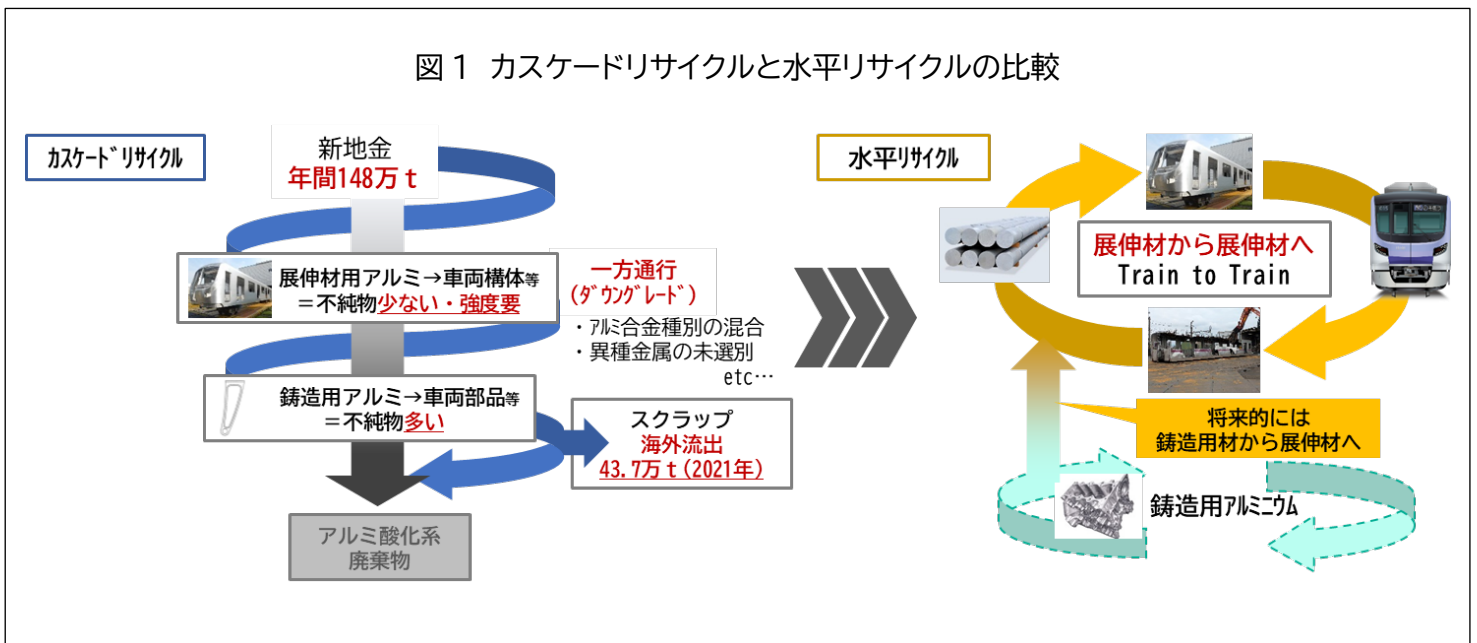 図1 カスケードリサイクルと水平リサイクルの比較
ｶｽｹｰﾄﾞﾘｻｲｸﾙ
新地金
年間148万ｔ
展伸材用アルミ→車両構体等
＝不純物少ない・強度要
一方通行
(ﾀﾞｳﾝｸﾞﾚｰﾄﾞ)
・ｱﾙﾐ合金種別の混合
・異種金属の未選別
etc…
鋳造用アルミ→車両部品等
＝不純物多い
スクラップ
海外流出
43.7万ｔ(2021年)
アルミ酸化系
廃棄物
水平ﾘｻｲｸﾙ
展伸材から展伸材へ
Train to Train
将来的には
鋳造用材から展伸材へ
鋳造用ｱﾙﾐﾆｳﾑ